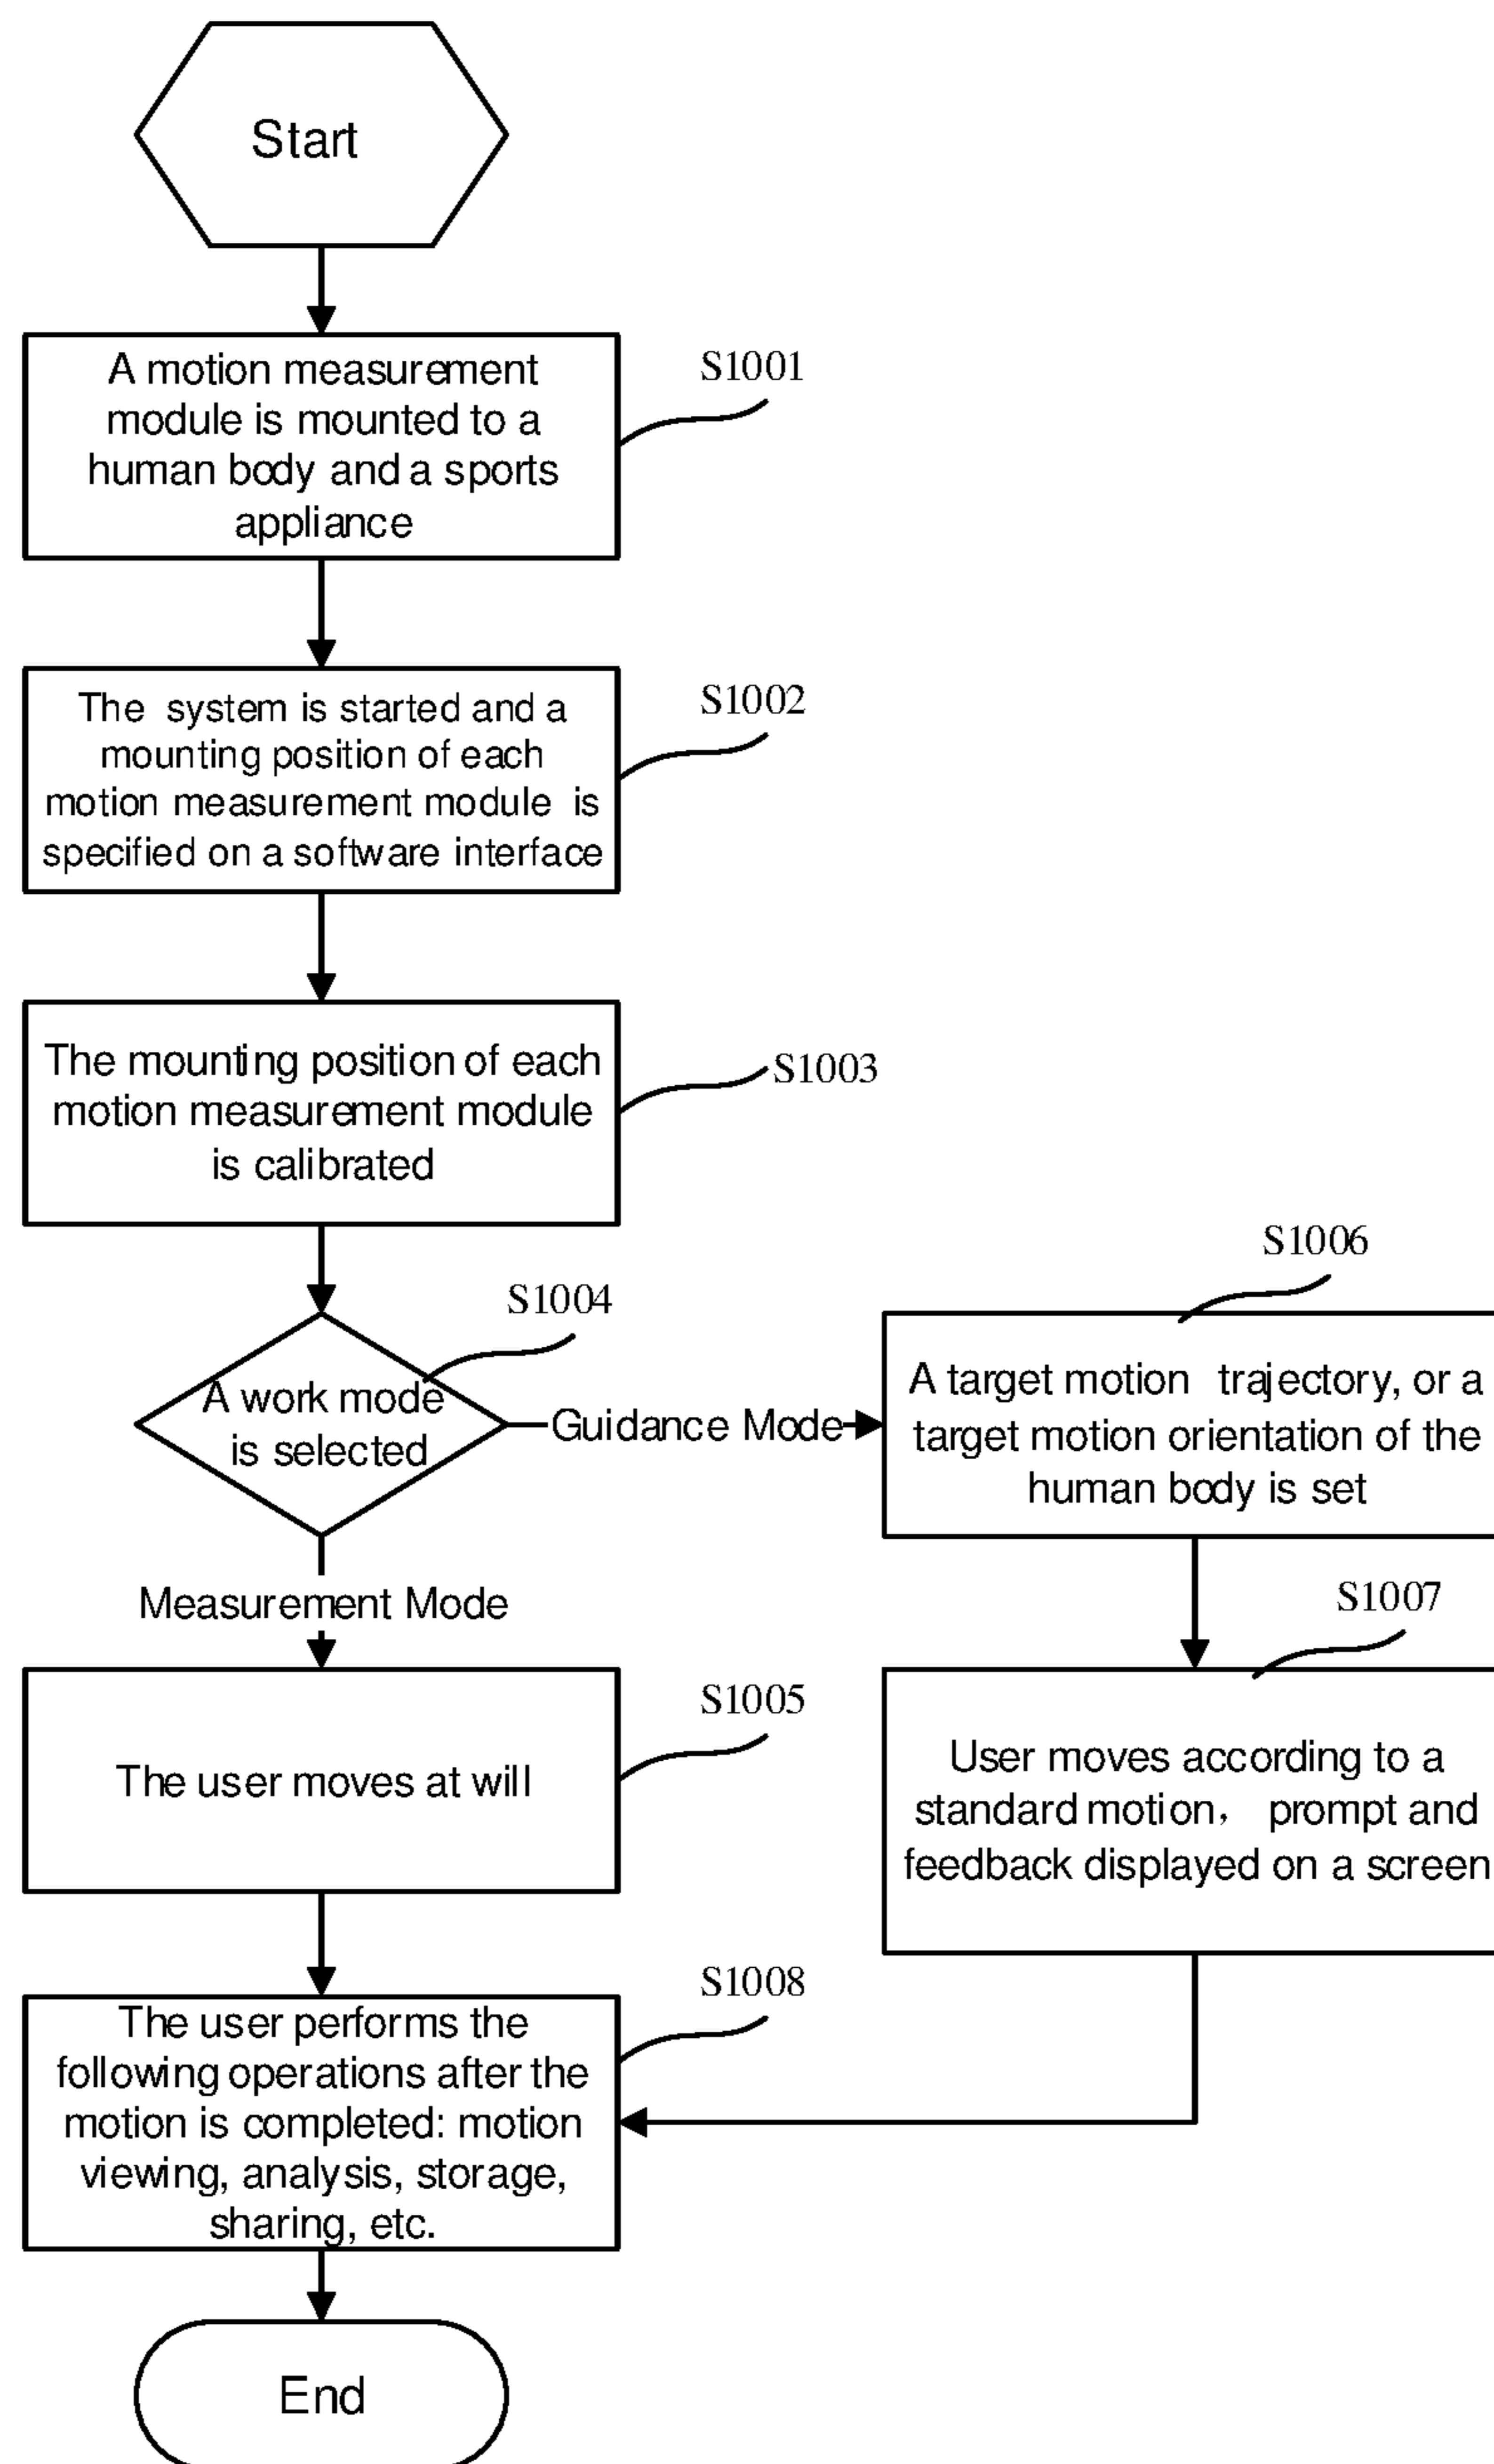 Start
A motion measurement
module is mounted to a
human body and a sports
appliance
S1001
The system is started and a
mounting position of each
motion measurement module is
specified on a software interface
S1002
The mounting position of each
motion measurement module
is calibrated
S1003
S1004
A work mode
is selected
Guidance Mode
S1006
A target motion trajectory, or a
target motion orientation of the
human body is set
Measurement Mode
S1007
The user moves at will
S1005
User moves according to a
standard motion, prompt and
feedback displayed on a screen
S1008
The user performs the
following operations after the
motion is completed: motion
viewing, analysis, storage,
sharing, etc.
End